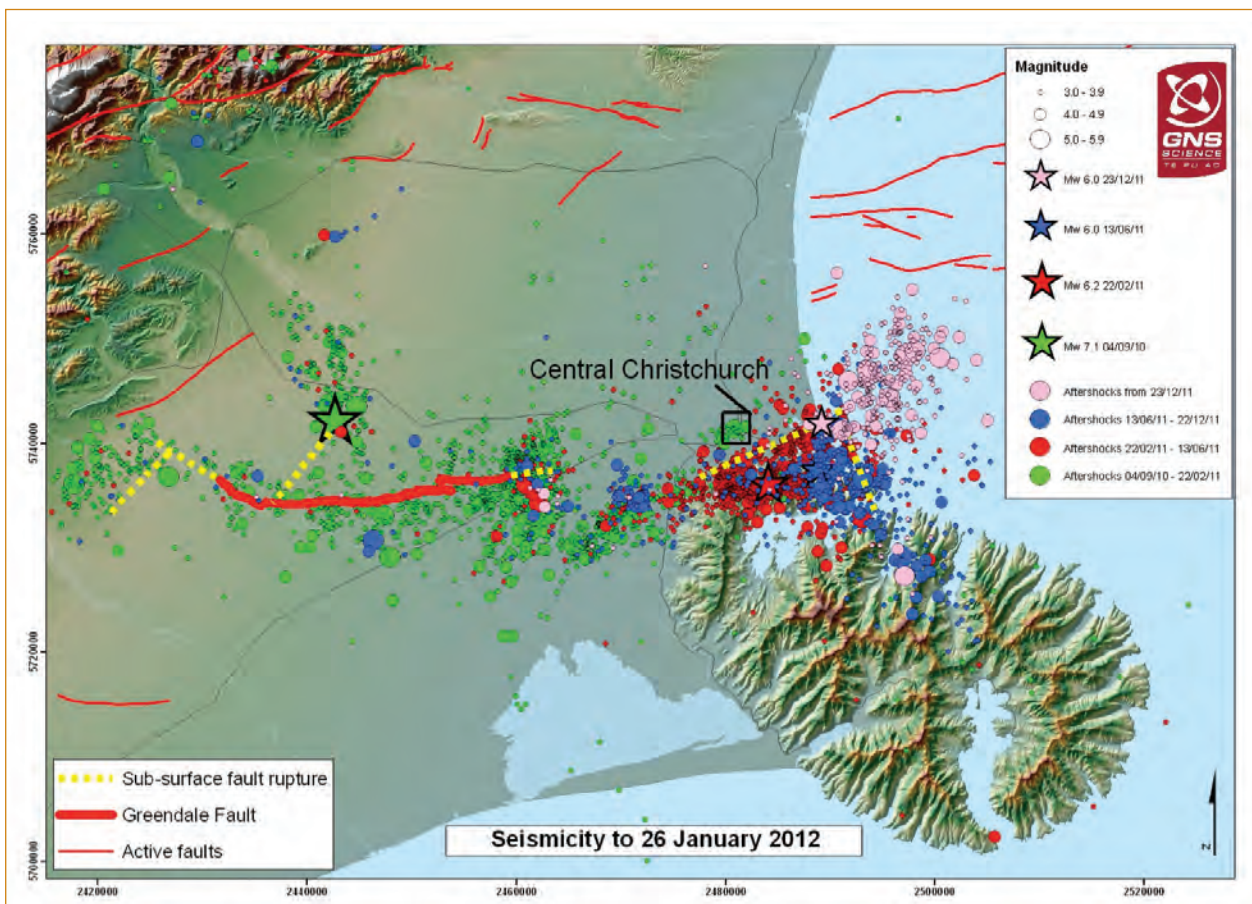 Magnitude
3.0 - 3.9
4.0 - 4.9
5.0 - 5.9
Mw 6.0 23/12/11
Mw 6.0 13/06/11
Mw 6.2 22/02/11
Mw 7.1 04/09/10
Aftershocks from 23/12/11
Aftershocks 13/06/11 - 22/12/11
Aftershocks 22/02/11 - 13/06/11
Aftershocks 04/09/10 - 22/02/11
GNS
SCIENCE
TE PU AO
Central Christchurch
Sub-surface fault rupture
Greendale Fault
Active faults
Seismicity to 26 January 2012
N
5760000
5740000
5720000
5700000
2420000
2440000
2460000
2480000
2500000
2520000